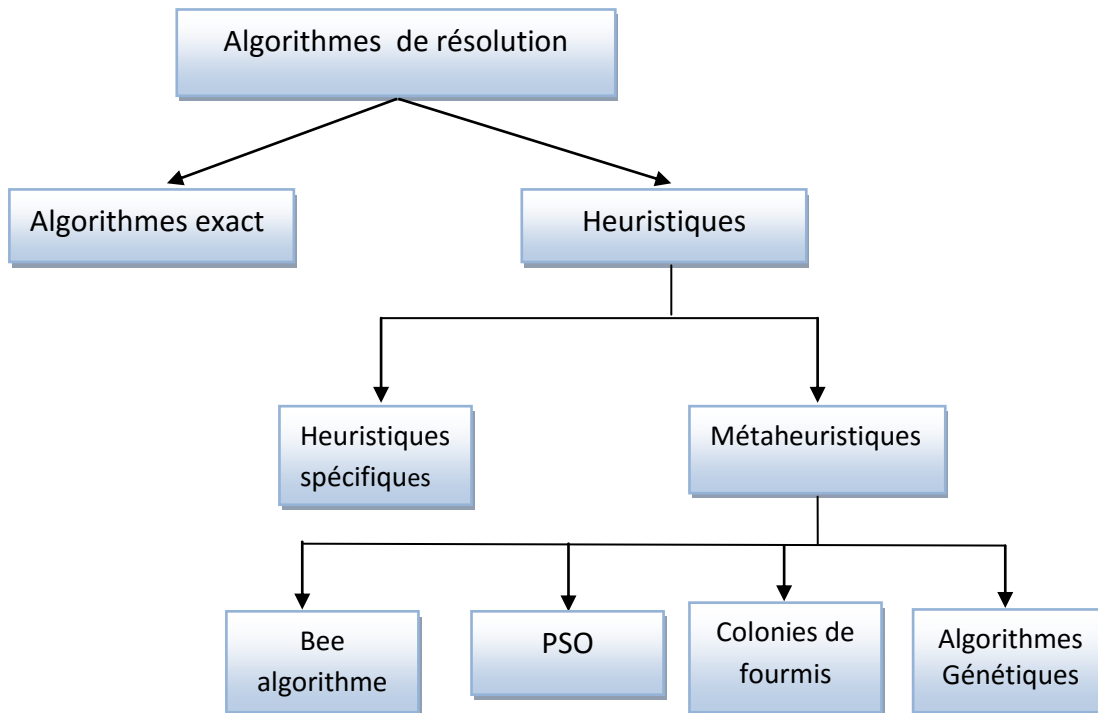 Algorithmes de résolution
Algorithmes exact
Heuristiques
Heuristiques
spécifiques
Métaheuristiques
Bee
algorithme
PSO
Colonies de
fourmis
Algorithmes
Génétiques